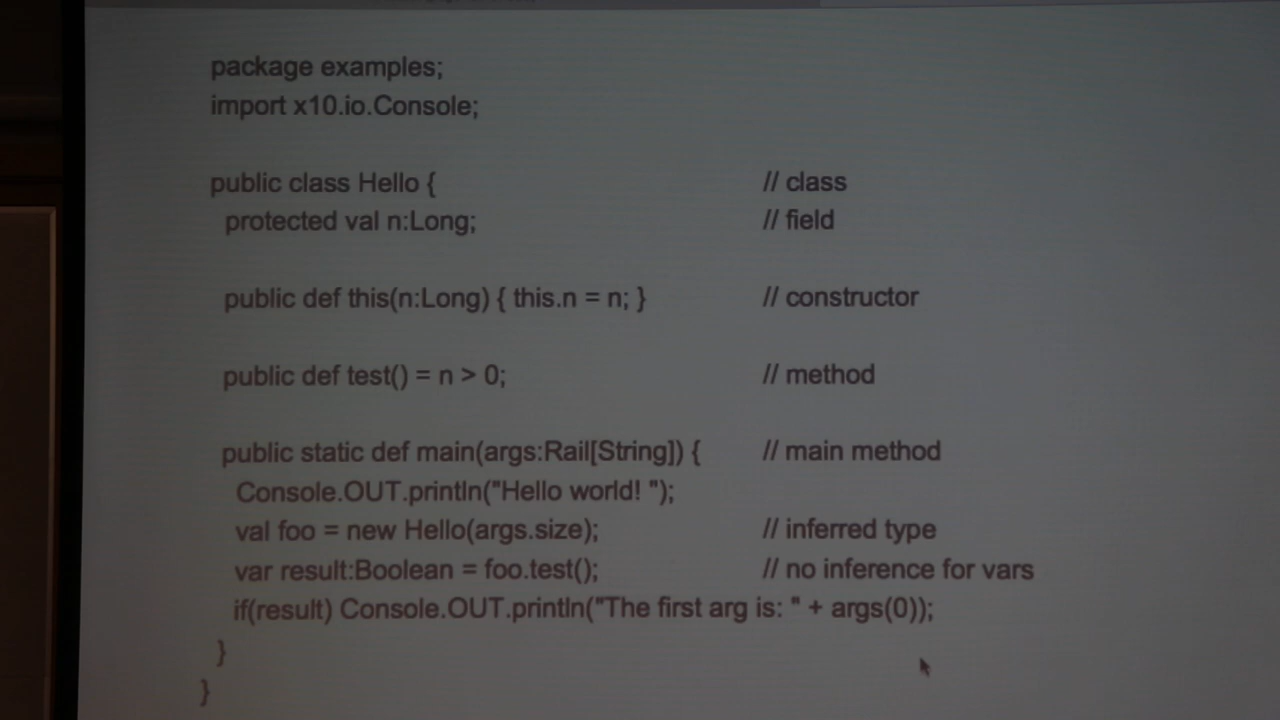 package examples;
import x10.io.Console;
public class Hello { // class
protected val n:Long; // field
public def this(n:Long) { this.n = n; } // constructor
public def test() = n > 0; // method
public static def main(args:Rail[String]) { // main method
Console.OUT.println("Hello world! ");
val foo = new Hello(args.size); // inferred type
var result:Boolean = foo.test(); // no inference for vars
if(result) Console.OUT.println("The first arg is: " + args(0));
}
}